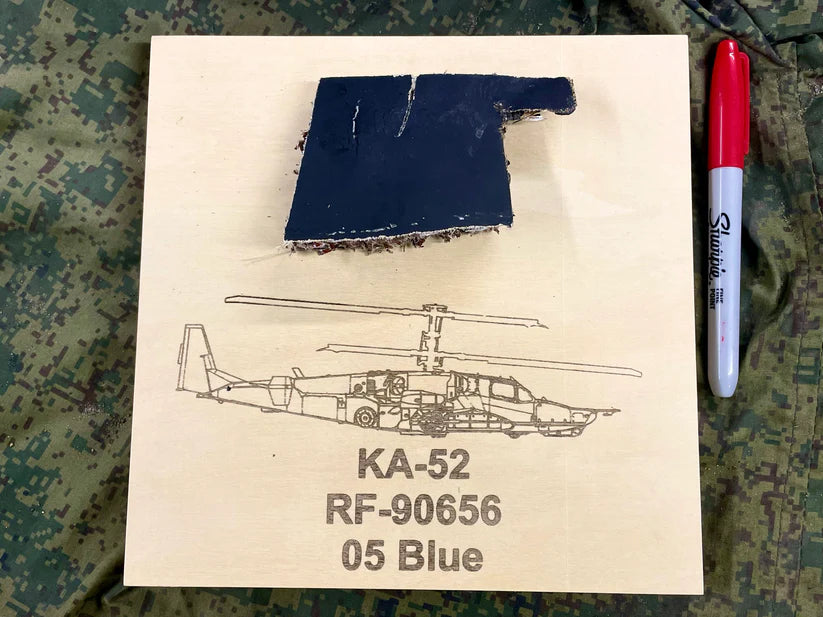 KA-52
RF-90656
05 Blue
Sharpie
FINE
POINT